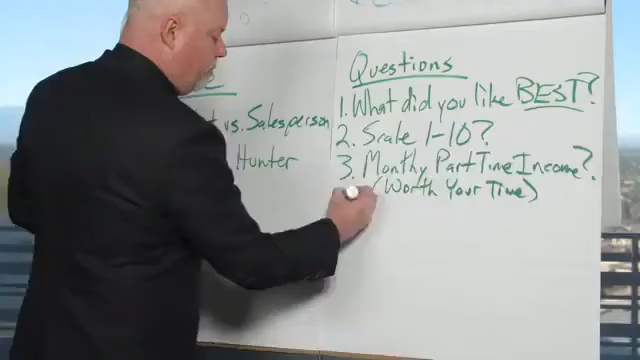 t vs. Salesperson
Hunter
Questions
1. What did you like BEST?
2. Scale 1-10?
3. Monthy Part Time Income?
(Worth Your Time)